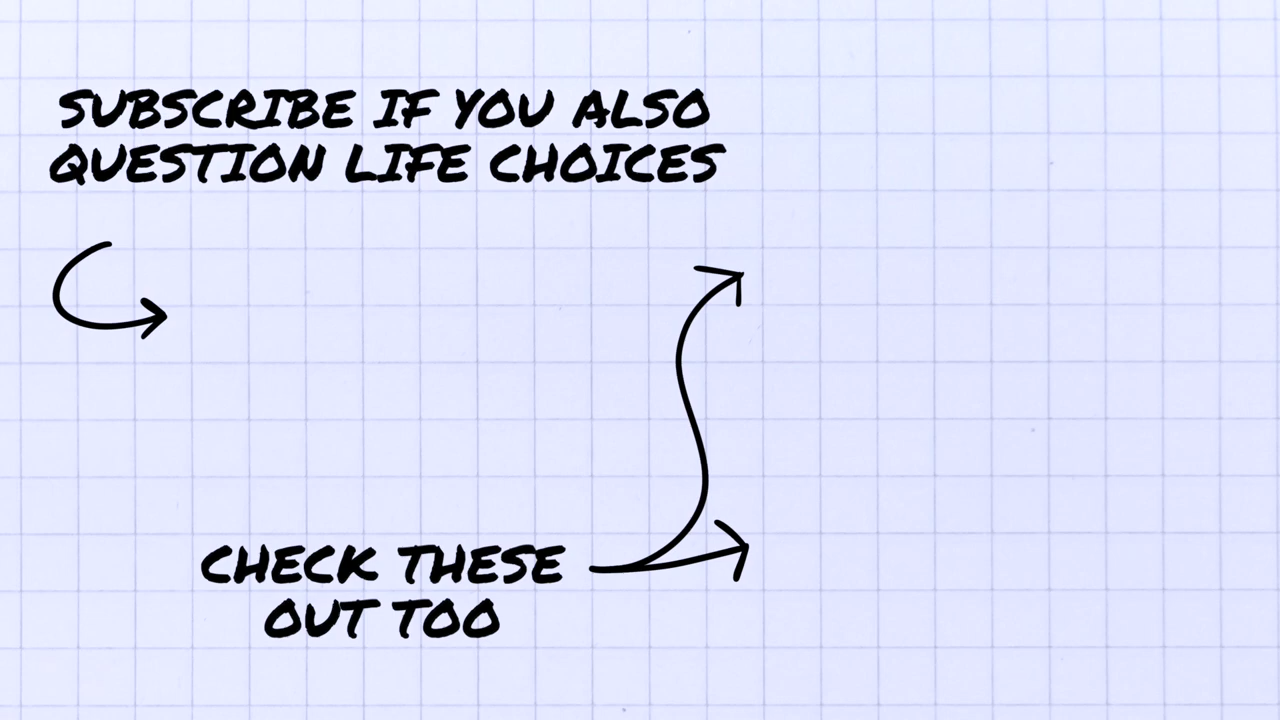 SUBSCRIBE IF YOU ALSO
QUESTION LIFE CHOICES
CHECK THESE
OUT TOO